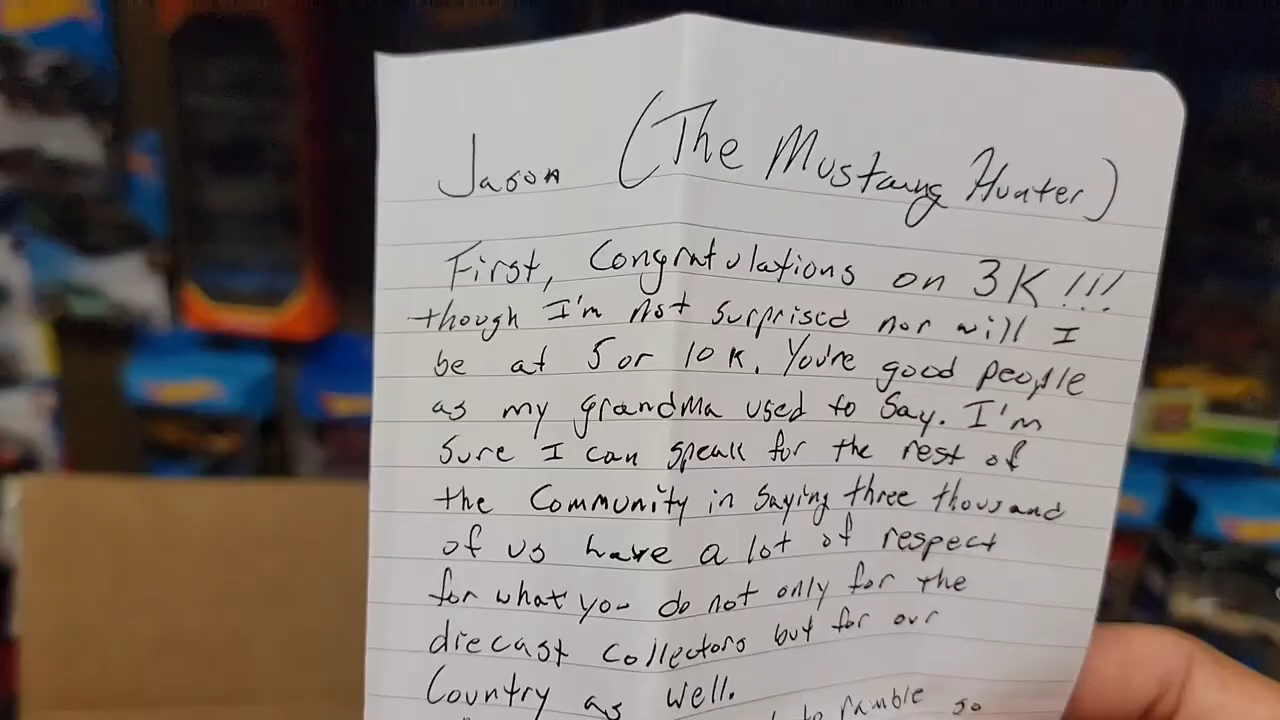 Jason (The Mustang Hunter)
First, Congratulations on 3K!!!
though I'm not surprised nor will I
be at 5 or 10K. You're good people
as my grandma used to say. I'm
sure I can speak for the rest of
the Community in saying three thousand
of us have a lot of respect
for what you do not only for the
diecast collectors but for our
Country as well.
to ramble so